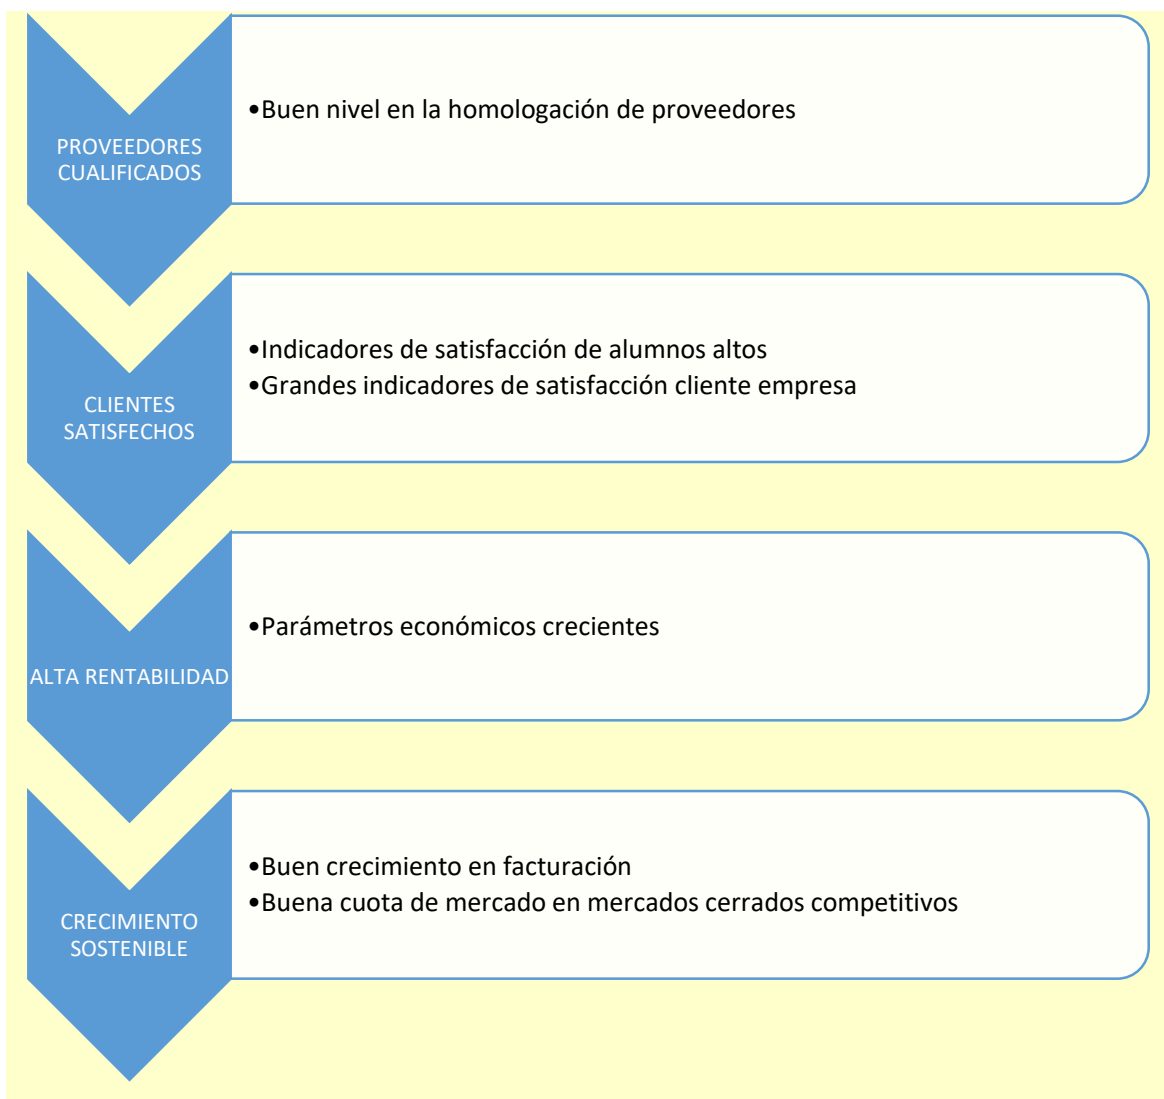 PROVEEDORES
CUALIFICADOS
•Buen nivel en la homologación de proveedores
CLIENTES
SATISFECHOS
•Indicadores de satisfacción de alumnos altos
•Grandes indicadores de satisfacción cliente empresa
ALTA RENTABILIDAD
•Parámetros económicos crecientes
CRECIMIENTO
SOSTENIBLE
•Buen crecimiento en facturación
•Buena cuota de mercado en mercados cerrados competitivos